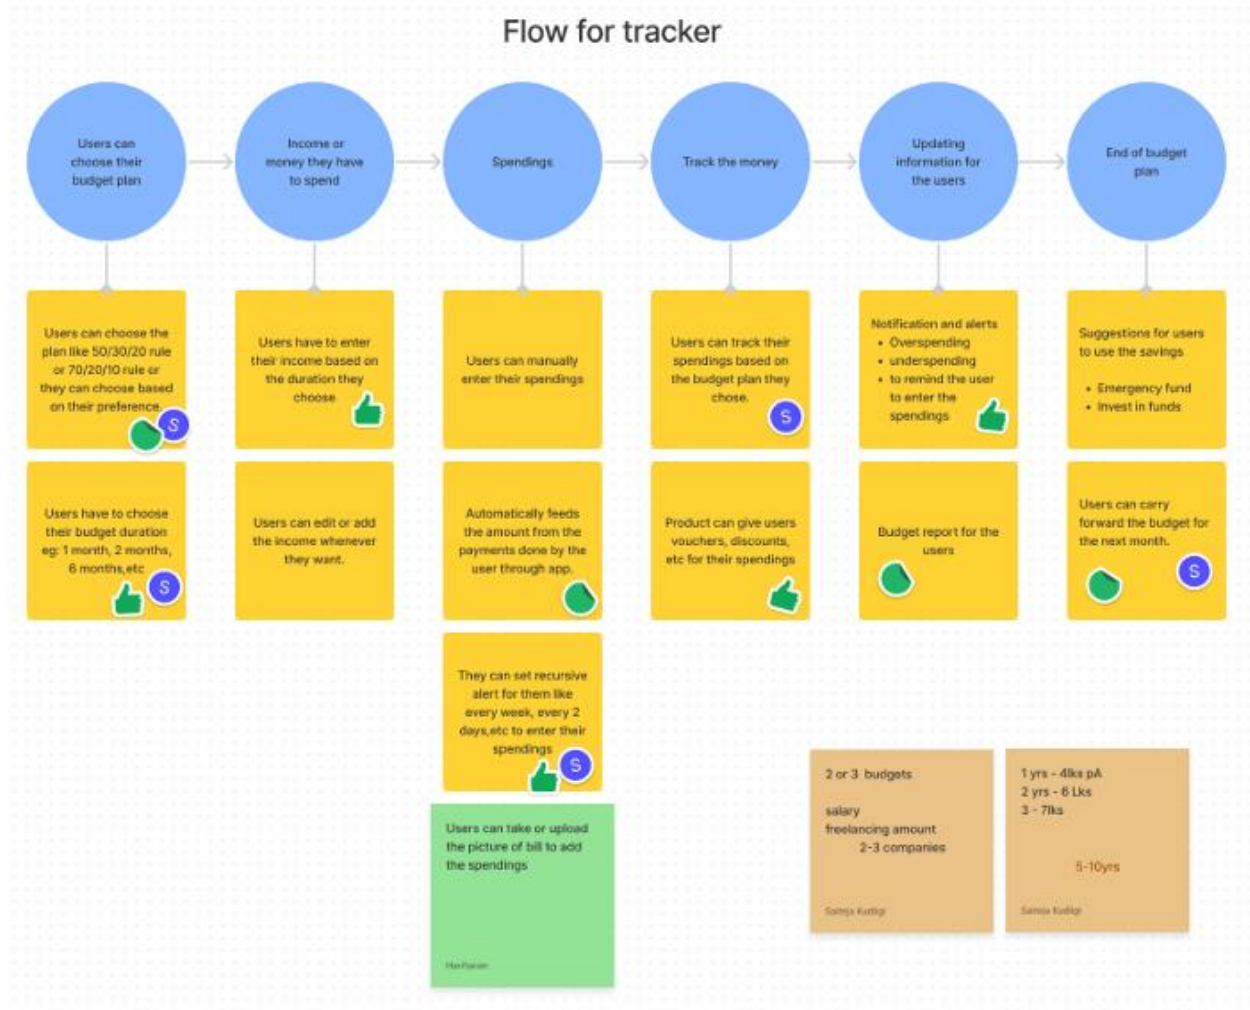 Flow for tracker
Users can
choose their
budget plan
Income or
money they have
to spend
Spendings
Track the money
Updating
information for
the users
End of budget
plan
Users can choose the
plan like 50/30/20 rule
or 70/20/10 rule or
they can choose based
on their preference.
S
Users have to enter
their income based on
the duration they
choose
Users can manually
enter their spendings
Users can track their
spendings based on
the budget plan they
chose.
S
Notification and alerts
• Overspending
• underspending
• to remind the user
to enter the
spendings
Suggestions for users
to use the savings
• Emergency fund
• Invest in funds
Users have to choose
their budget duration
eg: 1 month, 2 months,
6 months,etc
S
Users can edit or add
the income whenever
they want.
Automatically feeds
the amount from the
payments done by the
user through app.
Product can give users
vouchers, discounts,
etc for their spendings
Budget report for the
users
Users can carry
forward the budget for
the next month.
S
They can set recursive
alert for them like
every week, every 2
days,etc to enter their
spendings
S
Users can take or upload
the picture of bill to add
the spendings
2 or 3 budgets
salary
freelancing amount
2-3 companies
1 yrs - 4lks pA
2 yrs - 6 Lks
3 - 7lks
5-10yrs